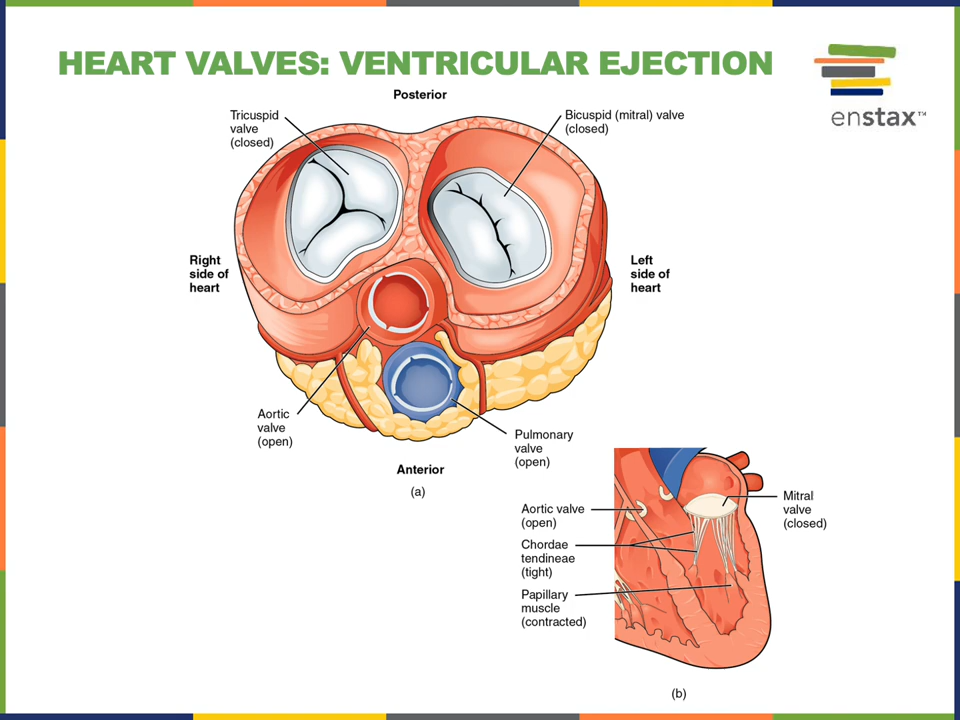 HEART VALVES: VENTRICULAR EJECTION
enstax™
Posterior
Tricuspid
valve
(closed)
Bicuspid (mitral) valve
(closed)
Right
side of
heart
Left
side of
heart
Aortic
valve
(open)
Pulmonary
valve
(open)
Anterior
(a)
Aortic valve
(open)
Chordae
tendineae
(tight)
Papillary
muscle
(contracted)
Mitral
valve
(closed)
(b)